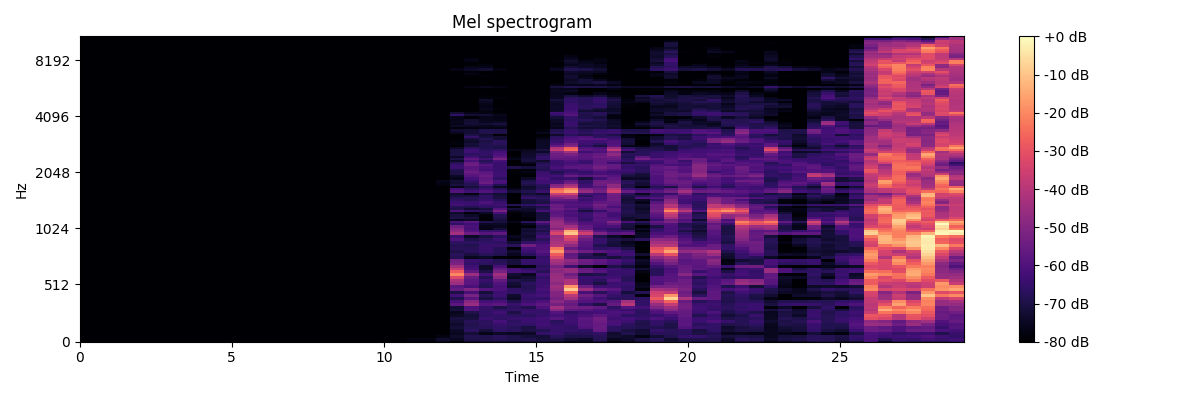 Mel spectrogram
Hz
8192
4096
2048
1024
512
0
0 5 10 15 20 25
Time
+0 dB
-10 dB
-20 dB
-30 dB
-40 dB
-50 dB
-60 dB
-70 dB
-80 dB